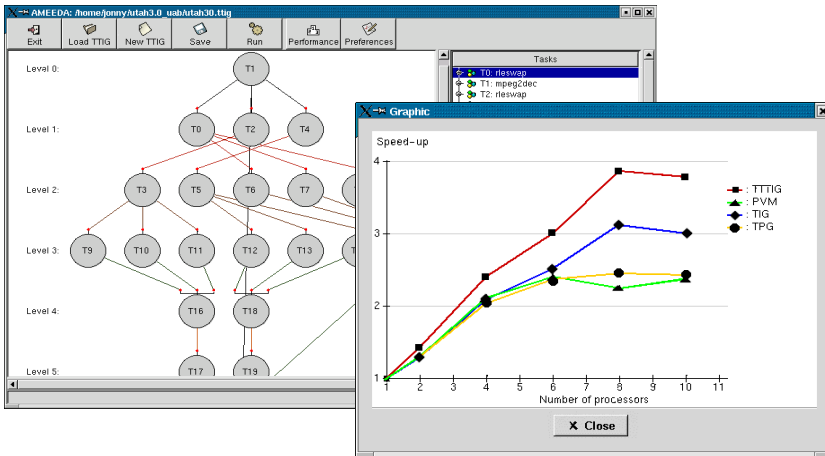 AMEEDA: /home/jonny/utah3.0_uab/utah30.ttig
Exit Load TTIG New TTIG Save Run Performance Preferences
Level 0: T1
Tasks
T0: rleswap
T1: mpeg2dec
T2: rleswap
Level 1: T0 T2 T4
Level 2: T3 T5 T6 T7
Level 3: T9 T10 T11 T12 T13
Level 4: T16 T18
Level 5: T17 T19
Graphic
Speed-up
4
3
2
1
: TTTIG
: PVM
: TIG
: TPG
1 2 3 4 5 6 7 8 9 10 11
Number of processors
X Close